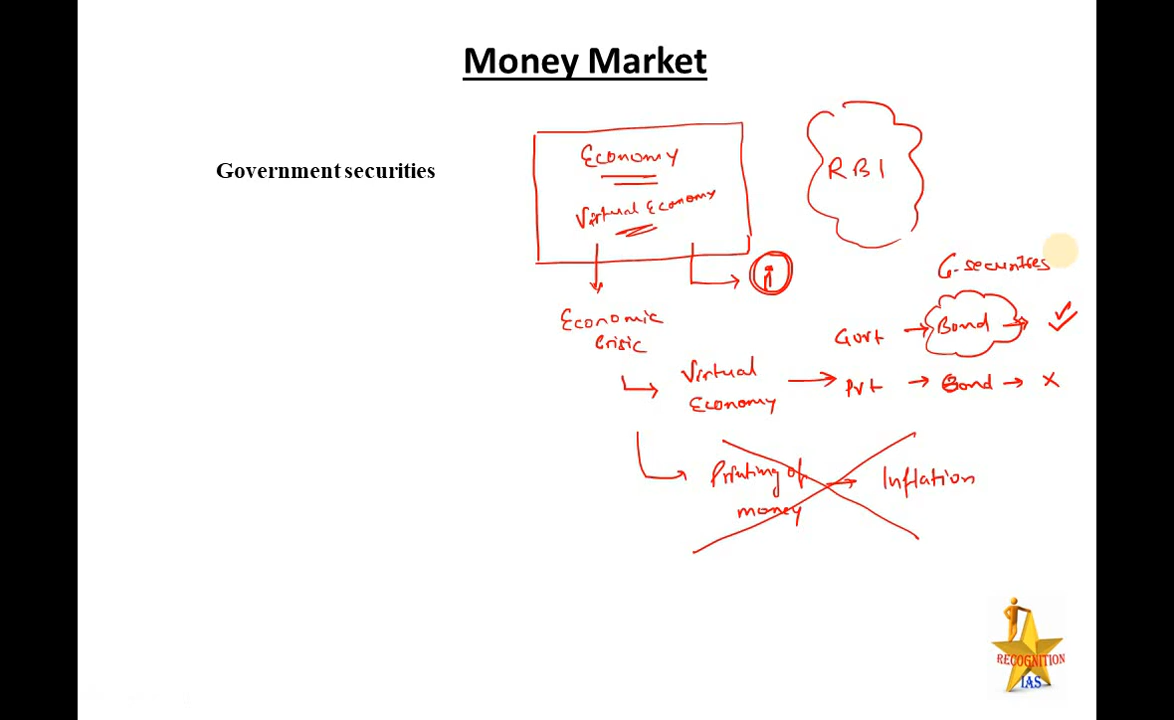 Money Market
Government securities
Economy
Virtual Economy
RBI
G-securities
Economic
Crisic
Govt
Bond
Virtual
Economy
Pvt
Bond
Printing of
money
Inflation
RECOGNITION
IAS